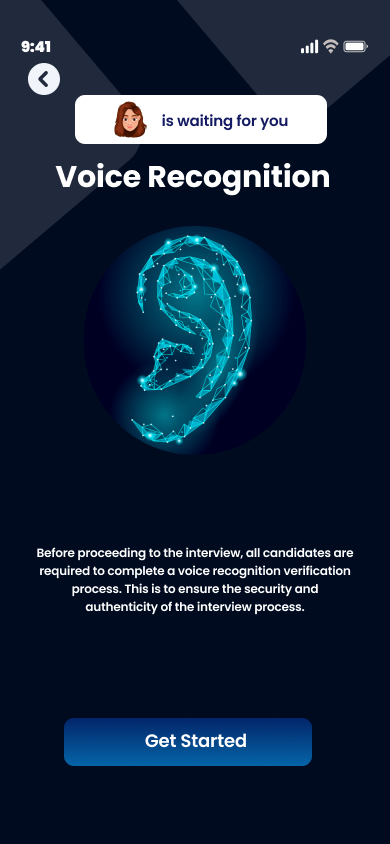 9:41
is waiting for you
Voice Recognition
Before proceeding to the interview, all candidates are
required to complete a voice recognition verification
process. This is to ensure the security and
authenticity of the interview process.
Get Started